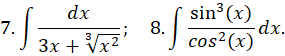 7. ∫ dx / (3x + ∛x²); 8. ∫ sin³(x) / cos²(x) dx.